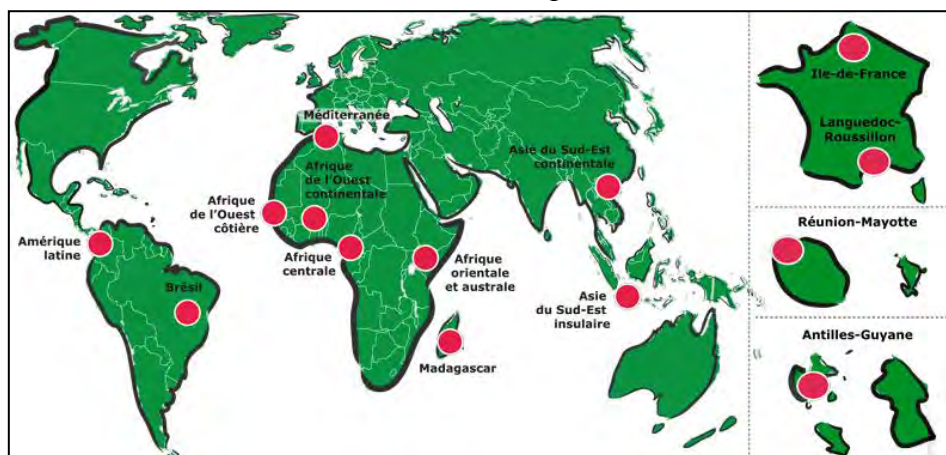 Méditerranée
Afrique
de l'Ouest
continentale
Asie du Sud-Est
continentale
Afrique
de l'Ouest
côtière
Amérique
latine
Afrique
centrale
Afrique
orientale
et australe
Brésil
Asie
du Sud-Est
insulaire
Madagascar
Ile-de-France
Languedoc-
Roussillon
Réunion-Mayotte
Antilles-Guyane